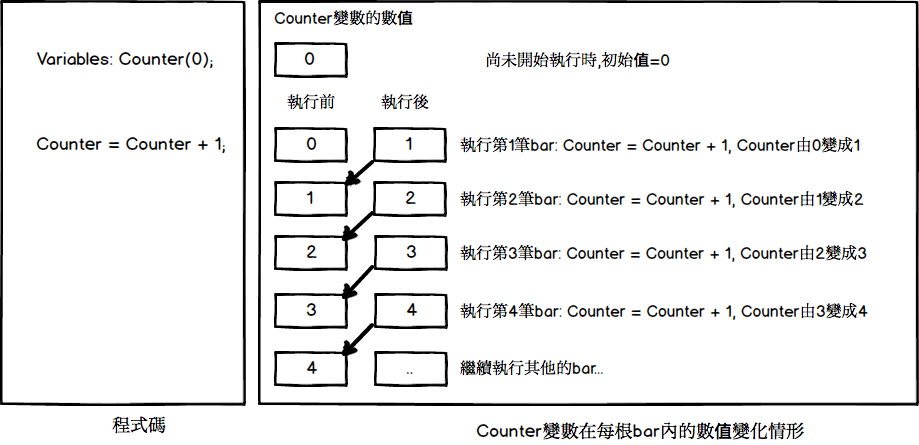 Variables: Counter(0);
Counter = Counter + 1;
程式碼
Counter變數的數值
0 尚未開始執行時,初始值=0
執行前 執行後
0 1 執行第1筆bar: Counter = Counter + 1, Counter由0變成1
1 2 執行第2筆bar: Counter = Counter + 1, Counter由1變成2
2 3 執行第3筆bar: Counter = Counter + 1, Counter由2變成3
3 4 執行第4筆bar: Counter = Counter + 1, Counter由3變成4
4 .. 繼續執行其他的bar...
Counter變數在每根bar內的數值變化情形